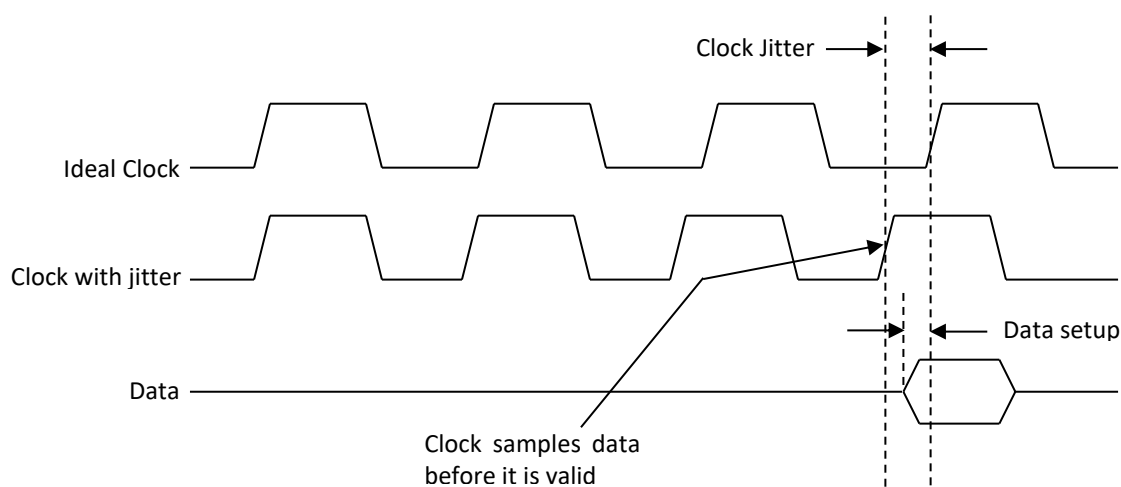 Clock Jitter
Ideal Clock
Clock with jitter
Data setup
Data
Clock samples data
before it is valid